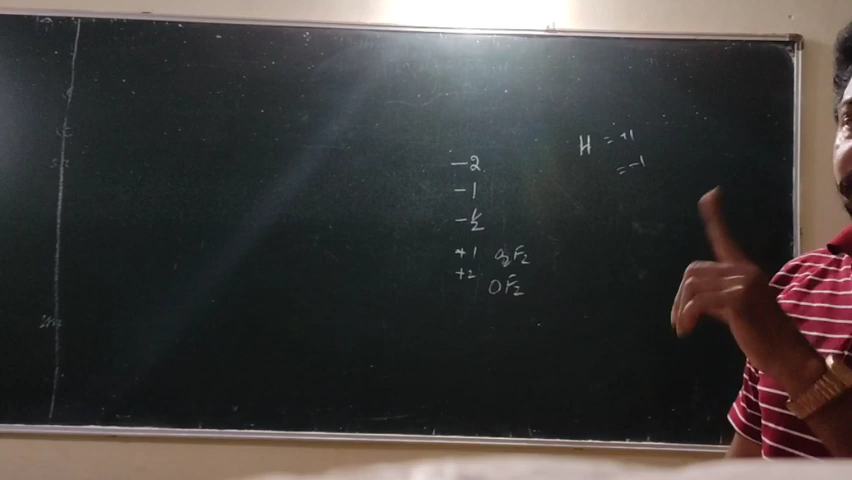 -2
-1
-1/2
+1 O2F2
+2 OF2
H = +1
= -1